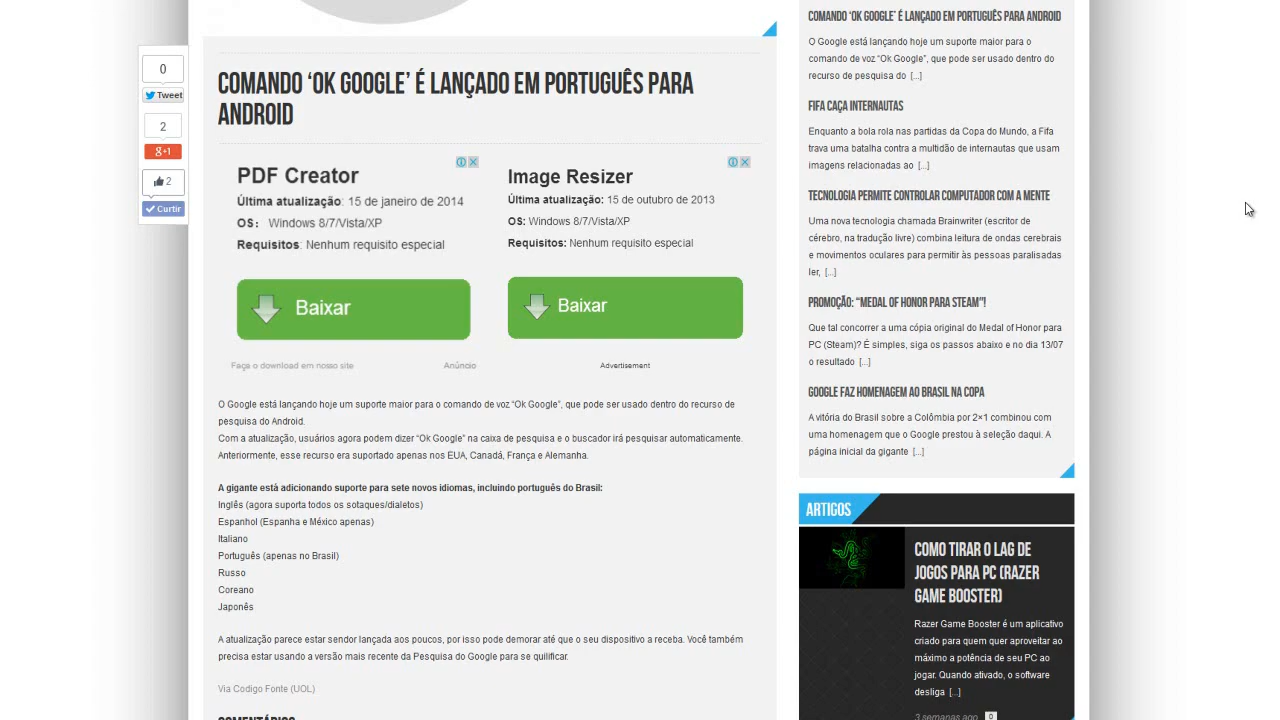 0
Tweet
2
g+1
2
Curtir
COMANDO ‘OK GOOGLE’ É LANÇADO EM PORTUGUÊS PARA
ANDROID
PDF Creator
Última atualização: 15 de janeiro de 2014
OS: Windows 8/7/Vista/XP
Requisitos: Nenhum requisito especial
Baixar
Faça o download em nosso site
Anúncio
Image Resizer
Última atualização: 15 de outubro de 2013
OS: Windows 8/7/Vista/XP
Requisitos: Nenhum requisito especial
Baixar
Advertisement
O Google está lançando hoje um suporte maior para o comando de voz “Ok Google”, que pode ser usado dentro do recurso de
pesquisa do Android.
Com a atualização, usuários agora podem dizer “Ok Google” na caixa de pesquisa e o buscador irá pesquisar automaticamente.
Anteriormente, esse recurso era suportado apenas nos EUA, Canadá, França e Alemanha.
A gigante está adicionando suporte para sete novos idiomas, incluindo português do Brasil:
Inglês (agora suporta todos os sotaques/dialetos)
Espanhol (Espanha e México apenas)
Italiano
Português (apenas no Brasil)
Russo
Coreano
Japonês
A atualização parece estar sendor lançada aos poucos, por isso pode demorar até que o seu dispositivo a receba. Você também
precisa estar usando a versão mais recente da Pesquisa do Google para se quilificar.
Via Codigo Fonte (UOL)
COMENTÁRIOS
COMANDO ‘OK GOOGLE’ É LANÇADO EM PORTUGUÊS PARA ANDROID
O Google está lançando hoje um suporte maior para o
comando de voz “Ok Google”, que pode ser usado dentro do
recurso de pesquisa do [...]
FIFA CAÇA INTERNAUTAS
Enquanto a bola rola nas partidas da Copa do Mundo, a Fifa
trava uma batalha contra a multidão de internautas que usam
imagens relacionadas ao [...]
TECNOLOGIA PERMITE CONTROLAR COMPUTADOR COM A MENTE
Uma nova tecnologia chamada Brainwriter (escritor de
cérebro, na tradução livre) combina leitura de ondas cerebrais
e movimentos oculares para permitir às pessoas paralisadas
ler, [...]
PROMOÇÃO: “MEDAL OF HONOR PARA STEAM”!
Que tal concorrer a uma cópia original do Medal of Honor para
PC (Steam)? É simples, siga os passos abaixo e no dia 13/07
o resultado [...]
GOOGLE FAZ HOMENAGEM AO BRASIL NA COPA
A vitória do Brasil sobre a Colômbia por 2×1 combinou com
uma homenagem que o Google prestou à seleção daqui. A
página inicial da gigante [...]
ARTIGOS
COMO TIRAR O LAG DE
JOGOS PARA PC (RAZER
GAME BOOSTER)
Razer Game Booster é um aplicativo
criado para quem quer aproveitar ao
máximo a potência de seu PC ao
jogar. Quando ativado, o software
desliga [...]
3 semanas ago 0